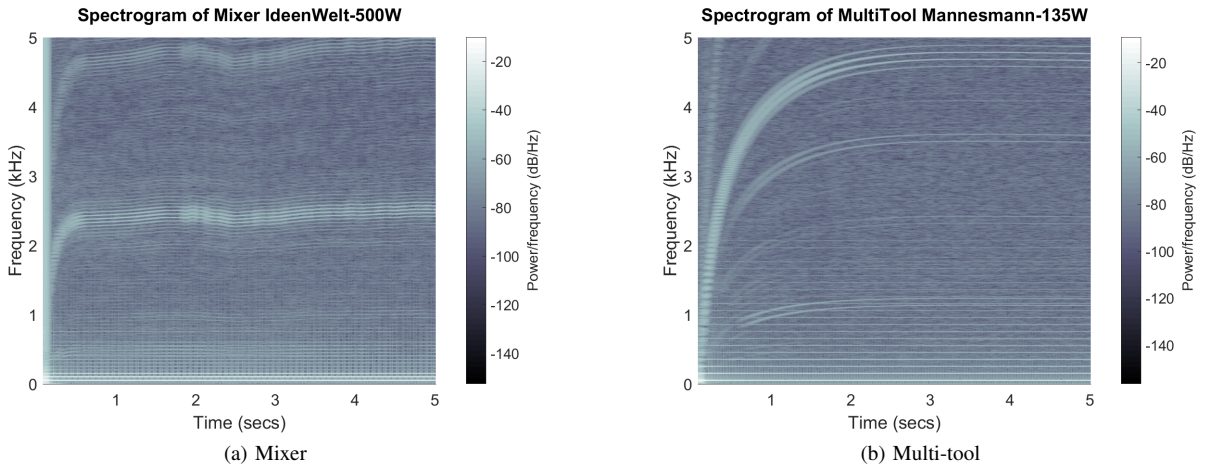 Spectrogram of Mixer IdeenWelt-500W
5
4
3
2
1
0
Frequency (kHz)
1 2 3 4 5
Time (secs)
-20
-40
-60
-80
-100
-120
-140
Power/frequency (dB/Hz)
(a) Mixer
Spectrogram of MultiTool Mannesmann-135W
5
4
3
2
1
0
Frequency (kHz)
1 2 3 4 5
Time (secs)
-20
-40
-60
-80
-100
-120
-140
Power/frequency (dB/Hz)
(b) Multi-tool